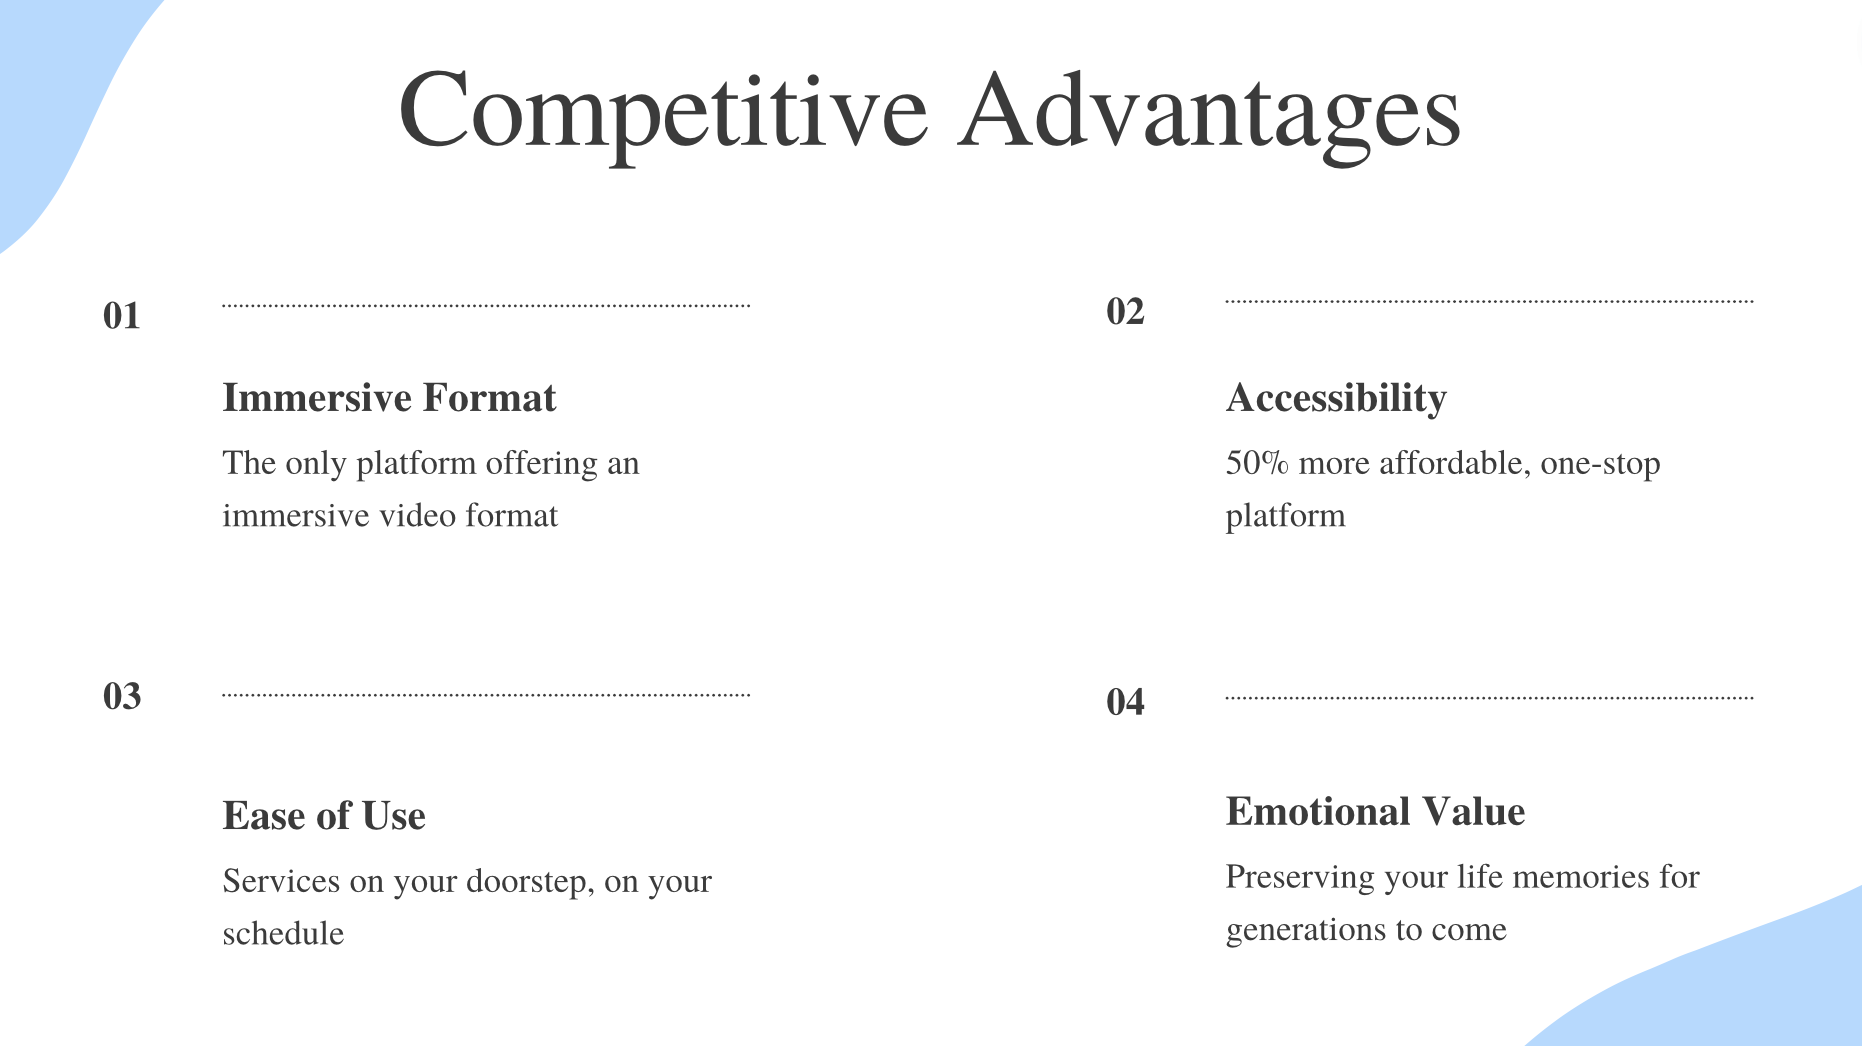 Competitive Advantages
01
Immersive Format
The only platform offering an
immersive video format
02
Accessibility
50% more affordable, one-stop
platform
03
Ease of Use
Services on your doorstep, on your
schedule
04
Emotional Value
Preserving your life memories for
generations to come